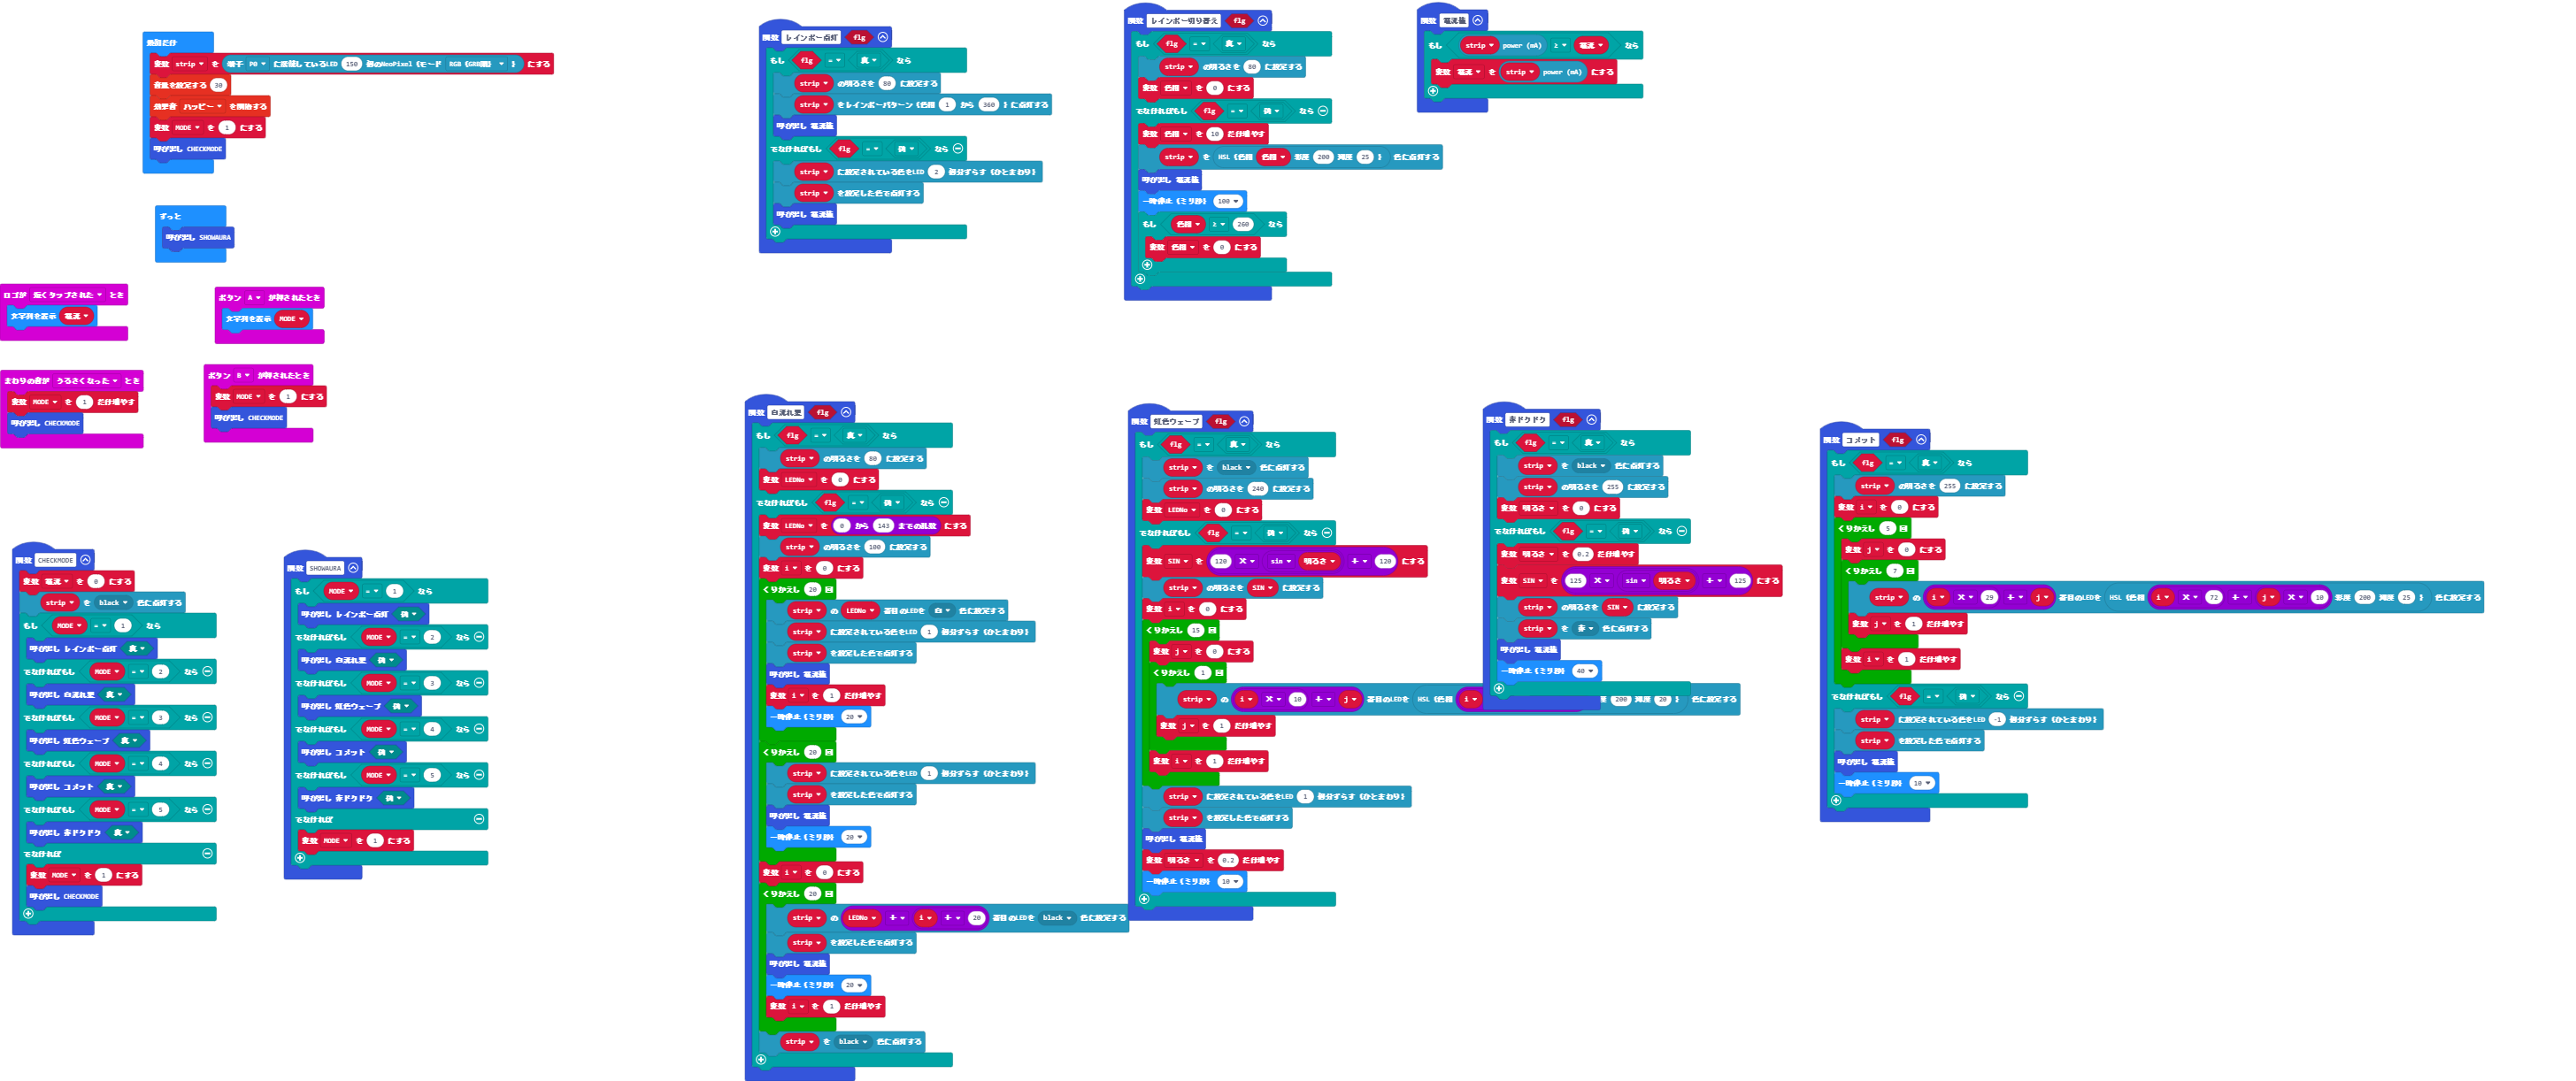 最初だけ
変数 strip を 端子 P0 に接続しているLED 150 個のNeoPixel (モード RGB (GRB順) ) にする
音量を設定する 30
効果音 ハッピー を開始する
変数 MODE を 1 にする
呼び出し CHECKMODE
ずっと
呼び出し SHOWAURA
ロゴが 短くタップされた とき
文字列を表示 電流
ボタン A が押されたとき
文字列を表示 MODE
まわりの音が うるさくなった とき
変数 MODE を 1 だけ増やす
呼び出し CHECKMODE
ボタン B が押されたとき
変数 MODE を 1 にする
呼び出し CHECKMODE
関数 CHECKMODE
変数 電流 を 0 にする
strip を black 色に点灯する
もし MODE = 1 なら
呼び出し レインボー点灯 真
でなければもし MODE = 2 なら
呼び出し 白流れ星 真
でなければもし MODE = 3 なら
呼び出し 虹色ウェーブ 真
でなければもし MODE = 4 なら
呼び出し コメット 真
でなければもし MODE = 5 なら
呼び出し 赤ドクドク 真
でなければ
変数 MODE を 1 にする
呼び出し CHECKMODE
関数 SHOWAURA
もし MODE = 1 なら
呼び出し レインボー点灯 偽
でなければもし MODE = 2 なら
呼び出し 白流れ星 偽
でなければもし MODE = 3 なら
呼び出し 虹色ウェーブ 偽
でなければもし MODE = 4 なら
呼び出し コメット 偽
でなければもし MODE = 5 なら
呼び出し 赤ドクドク 偽
でなければ
変数 MODE を 1 にする
関数 レインボー点灯 flg
もし flg = 真 なら
strip の明るさを 80 に設定する
strip をレインボーパターン (色相 1 から 360 ) に点灯する
呼び出し 電流値
でなければもし flg = 偽 なら
strip に設定されている色をLED 2 個分ずらす (ひとまわり)
strip を設定した色で点灯する
呼び出し 電流値
関数 レインボー切り替え flg
もし flg = 真 なら
strip の明るさを 80 に設定する
変数 色相 を 0 にする
でなければもし flg = 偽 なら
変数 色相 を 10 だけ増やす
strip を HSL (色相 色相 彩度 200 輝度 25 ) 色に点灯する
呼び出し 電流値
一時停止 (ミリ秒) 100
もし 色相 ≥ 260 なら
変数 色相 を 0 にする
関数 電流値
もし strip power (mA) ≥ 電流 なら
変数 電流 を strip power (mA) にする
関数 白流れ星 flg
もし flg = 真 なら
strip の明るさを 80 に設定する
変数 LEDNo を 0 にする
でなければもし flg = 偽 なら
変数 LEDNo を 0 から 143 までの乱数 にする
strip の明るさを 100 に設定する
変数 i を 0 にする
くりかえし 20 回
strip の LEDNo 番目のLEDを 白 色に設定する
strip に設定されている色をLED 1 個分ずらす (ひとまわり)
strip を設定した色で点灯する
呼び出し 電流値
変数 i を 1 だけ増やす
一時停止 (ミリ秒) 20
くりかえし 20 回
strip に設定されている色をLED 1 個分ずらす (ひとまわり)
strip を設定した色で点灯する
呼び出し 電流値
一時停止 (ミリ秒) 20
変数 i を 0 にする
くりかえし 20 回
strip の LEDNo + i + 20 番目のLEDを black 色に設定する
strip を設定した色で点灯する
呼び出し 電流値
一時停止 (ミリ秒) 20
変数 i を 1 だけ増やす
strip を black 色に点灯する
関数 虹色ウェーブ flg
もし flg = 真 なら
strip を black 色に点灯する
strip の明るさを 240 に設定する
変数 LEDNo を 0 にする
でなければもし flg = 偽 なら
変数 SIN を 120 × sin 明るさ + 120 にする
strip の明るさを SIN に設定する
変数 i を 0 にする
くりかえし 15 回
変数 j を 0 にする
くりかえし 1 回
strip の i × 10 + j 番目のLEDを HSL (色相 i 200 輝度 20 ) 色に設定する
変数 j を 1 だけ増やす
変数 i を 1 だけ増やす
strip に設定されている色をLED 1 個分ずらす (ひとまわり)
strip を設定した色で点灯する
呼び出し 電流値
変数 明るさ を 0.2 だけ増やす
一時停止 (ミリ秒) 10
関数 赤ドクドク flg
もし flg = 真 なら
strip を black 色に点灯する
strip の明るさを 255 に設定する
変数 明るさ を 0 にする
でなければもし flg = 偽 なら
変数 明るさ を 0.2 だけ増やす
変数 SIN を 125 × sin 明るさ + 125 にする
strip の明るさを SIN に設定する
strip を 赤 色に点灯する
呼び出し 電流値
一時停止 (ミリ秒) 40
関数 コメット flg
もし flg = 真 なら
strip の明るさを 255 に設定する
変数 i を 0 にする
くりかえし 5 回
変数 j を 0 にする
くりかえし 7 回
strip の i × 29 + j 番目のLEDを HSL (色相 i × 72 + j × 10 彩度 200 輝度 25 ) 色に設定する
変数 j を 1 だけ増やす
変数 i を 1 だけ増やす
でなければもし flg = 偽 なら
strip に設定されている色をLED -1 個分ずらす (ひとまわり)
strip を設定した色で点灯する
呼び出し 電流値
一時停止 (ミリ秒) 10